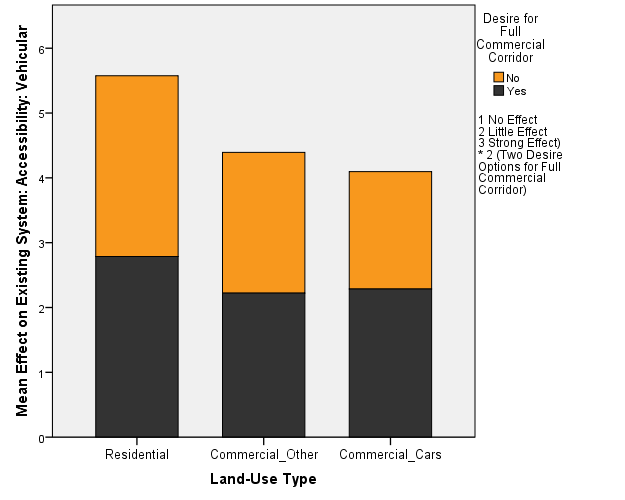 Mean Effect on Existing System: Accessibility: Vehicular
6
5
4
3
2
1
0
Residential
Commercial_Other
Commercial_Cars
Land-Use Type
Desire for
Full
Commercial
Corridor
No
Yes
1 No Effect
2 Little Effect
3 Strong Effect)
* 2 (Two Desire
Options for Full
Commercial
Corridor)